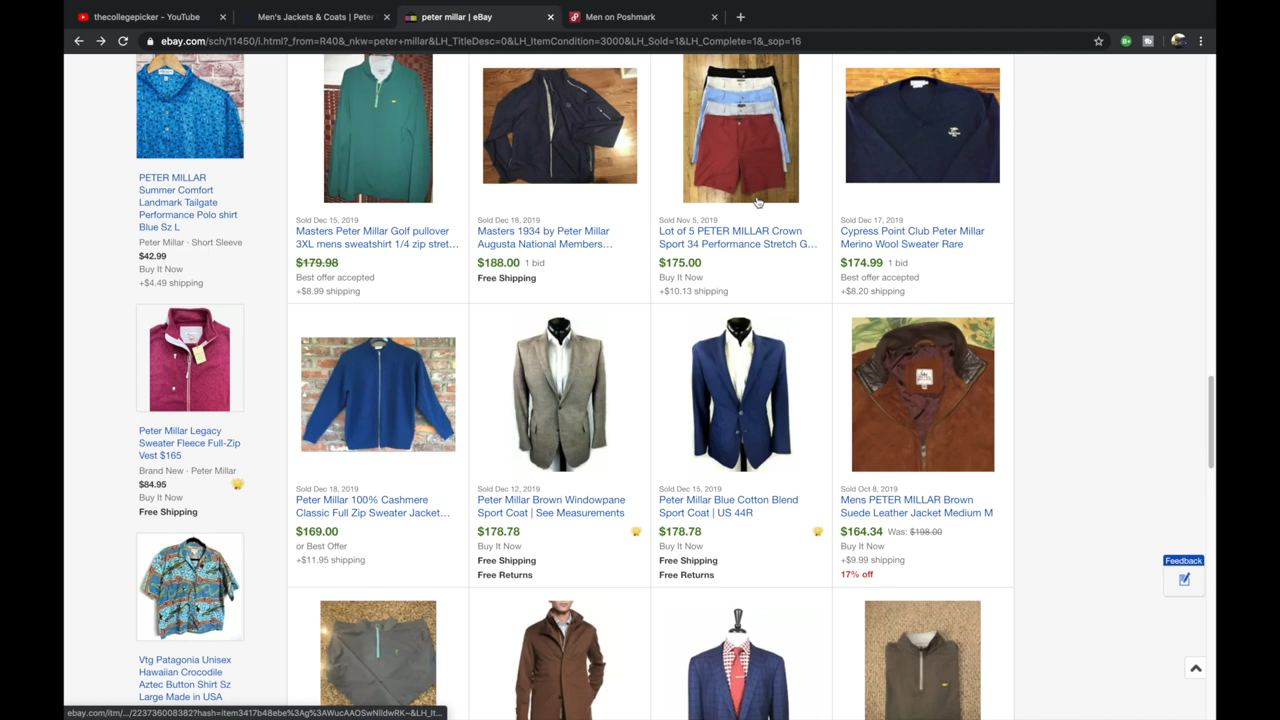 thecollegepicker - YouTube
Men's Jackets & Coats | Peter
peter millar | eBay
Men on Poshmark
ebay.com/sch/11450/i.html?_from=R40&_nkw=peter+millar&LH_TitleDesc=0&LH_ItemCondition=3000&LH_Sold=1&LH_Complete=1&_sop=16
PETER MILLAR
Summer Comfort
Landmark Tailgate
Performance Polo shirt
Blue Sz L
Peter Millar · Short Sleeve
$42.99
Buy It Now
+$4.49 shipping
Peter Millar Legacy
Sweater Fleece Full-Zip
Vest $165
Brand New · Peter Millar
$84.95
Buy It Now
Free Shipping
Vtg Patagonia Unisex
Hawaiian Crocodile
Aztec Button Shirt Sz
Large Made in USA
Sold Dec 15, 2019
Masters Peter Millar Golf pullover
3XL mens sweatshirt 1/4 zip stret...
$179.98
Best offer accepted
+$8.99 shipping
Sold Dec 18, 2019
Masters 1934 by Peter Millar
Augusta National Members...
$188.00 1 bid
Free Shipping
Sold Nov 5, 2019
Lot of 5 PETER MILLAR Crown
Sport 34 Performance Stretch G...
$175.00
Buy It Now
+$10.13 shipping
Sold Dec 17, 2019
Cypress Point Club Peter Millar
Merino Wool Sweater Rare
$174.99 1 bid
Best offer accepted
+$8.20 shipping
Sold Dec 18, 2019
Peter Millar 100% Cashmere
Classic Full Zip Sweater Jacket...
$169.00
or Best Offer
+$11.95 shipping
Sold Dec 12, 2019
Peter Millar Brown Windowpane
Sport Coat | See Measurements
$178.78
Buy It Now
Free Shipping
Free Returns
Sold Dec 15, 2019
Peter Millar Blue Cotton Blend
Sport Coat | US 44R
$178.78
Buy It Now
Free Shipping
Free Returns
Sold Oct 8, 2019
Mens PETER MILLAR Brown
Suede Leather Jacket Medium M
$164.34 Was: $198.00
Buy It Now
+$9.99 shipping
17% off
Feedback
ebay.com/itm/.../223736008382?hash=item3417b48ebe%3Ag%3AWucAAOSwNlldwRK~&LH_It...